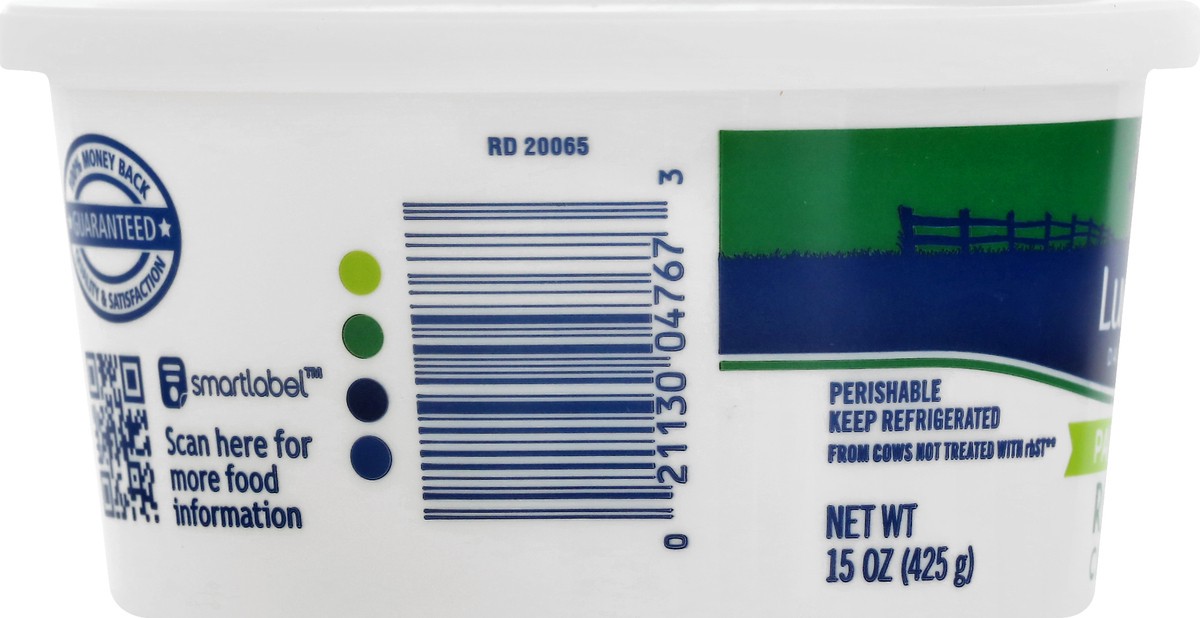 100% MONEY BACK
GUARANTEED
QUALITY & SATISFACTION
smartlabel™
Scan here for
more food
information
RD 20065
0 21130 04767 3
Lu
PERISHABLE
KEEP REFRIGERATED
FROM COWS NOT TREATED WITH rbST**
NET WT
15 OZ (425 g)